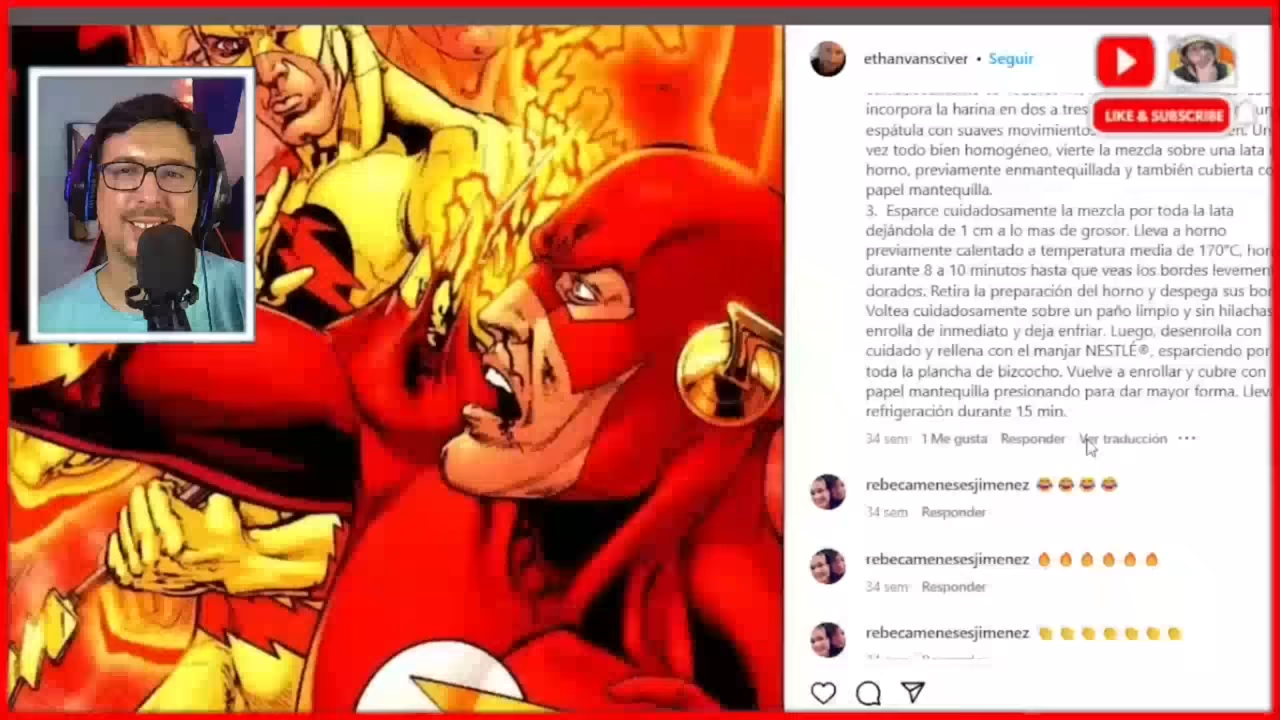 ethanvansciver • Seguir
LIKE & SUBSCRIBE
incorpora la harina en dos a tres
espátula con suaves movimientos
vez todo bien homogéneo, vierte la mezcla sobre una lata
horno, previamente enmantequillada y también cubierta
papel mantequilla.
3. Esparce cuidadosamente la mezcla por toda la lata
dejándola de 1 cm a lo mas de grosor. Lleva a horno
previamente calentado a temperatura media de 170°C,
durante 8 a 10 minutos hasta que veas los bordes
dorados. Retira la preparación del horno y despega sus
Voltea cuidadosamente sobre un paño limpio y sin hilachas
enrolla de inmediato y deja enfriar. Luego, desenrolla con
cuidado y rellena con el manjar NESTLÉ®, esparciendo por
toda la plancha de bizcocho. Vuelve a enrollar y cubre con
papel mantequilla presionando para dar mayor forma.
refrigeración durante 15 min.
34 sem 1 Me gusta Responder Ver traducción ···
rebecamenesesjimenez 😂😂😂😂
34 sem Responder
rebecamenesesjimenez 🔥🔥🔥🔥🔥🔥
34 sem Responder
rebecamenesesjimenez 👏👏👏👏👏👏👏